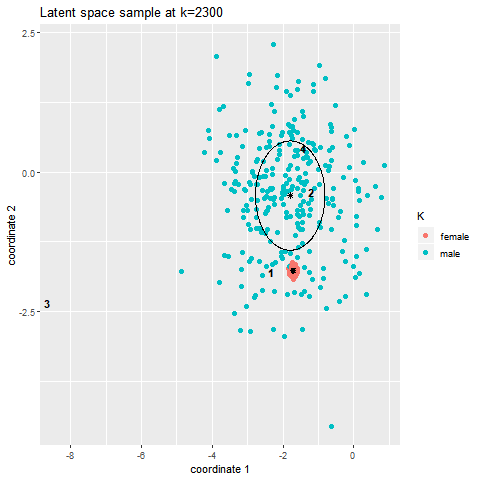 Latent space sample at k=2300
2.5
0.0
-2.5
coordinate 2
4
2
1
3
-8
-6
-4
-2
0
coordinate 1
K
female
male